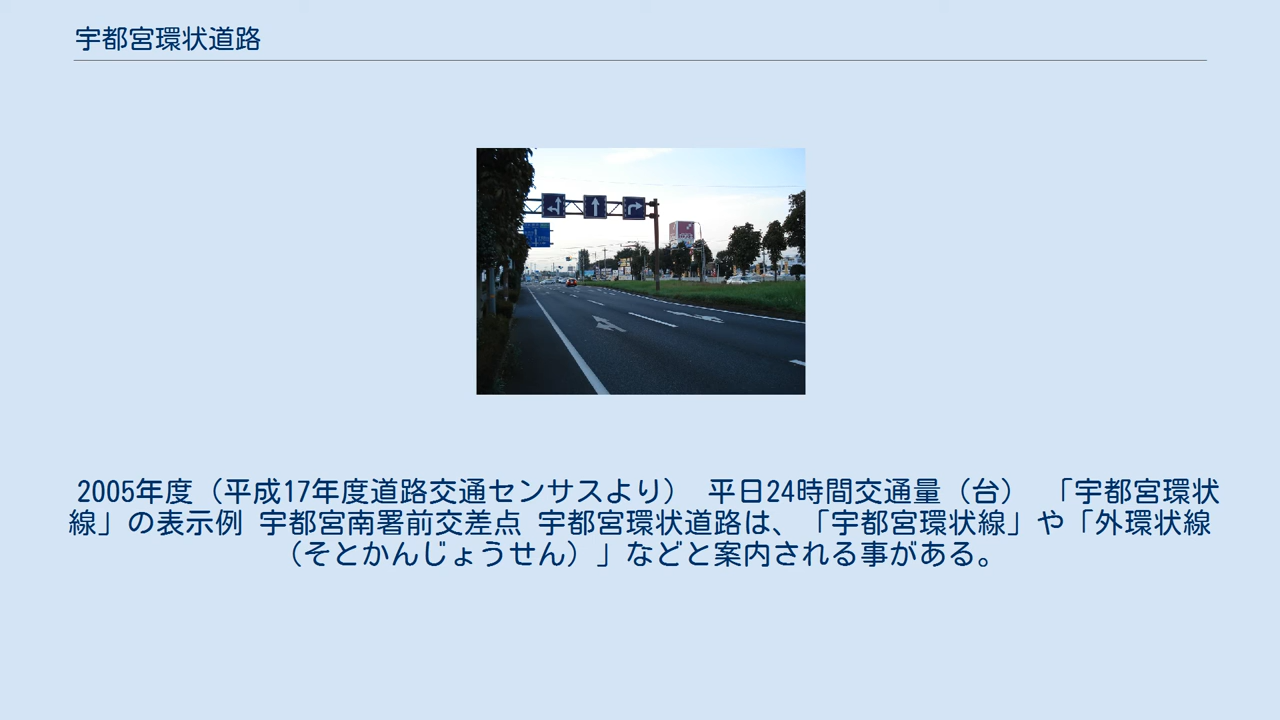 宇都宮環状道路
2005年度（平成17年度道路交通センサスより） 平日24時間交通量（台） 「宇都宮環状
線」の表示例 宇都宮南署前交差点 宇都宮環状道路は、「宇都宮環状線」や「外環状線
（そとかんじょうせん）」などと案内される事がある。